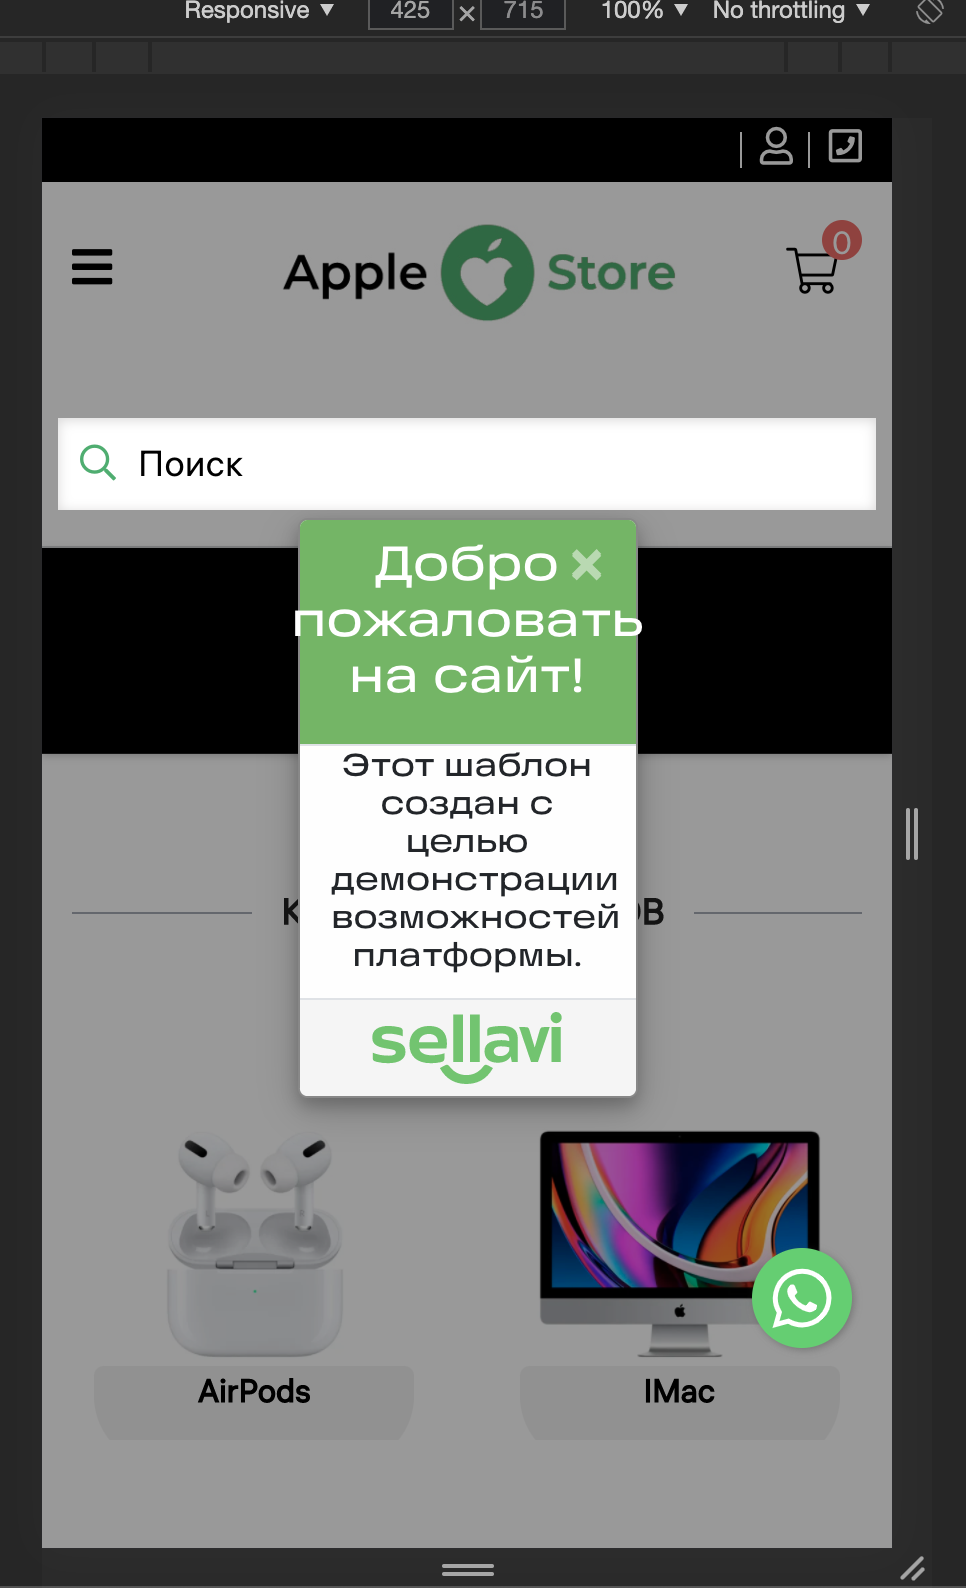 Responsive ▼ 425 × 715 100% ▼ No throttling ▼
Apple Store
0
Поиск
Добро ×
пожаловать
на сайт!
Этот шаблон
создан с
целью
демонстрации
возможностей
платформы.
sellavi
AirPods
IMac